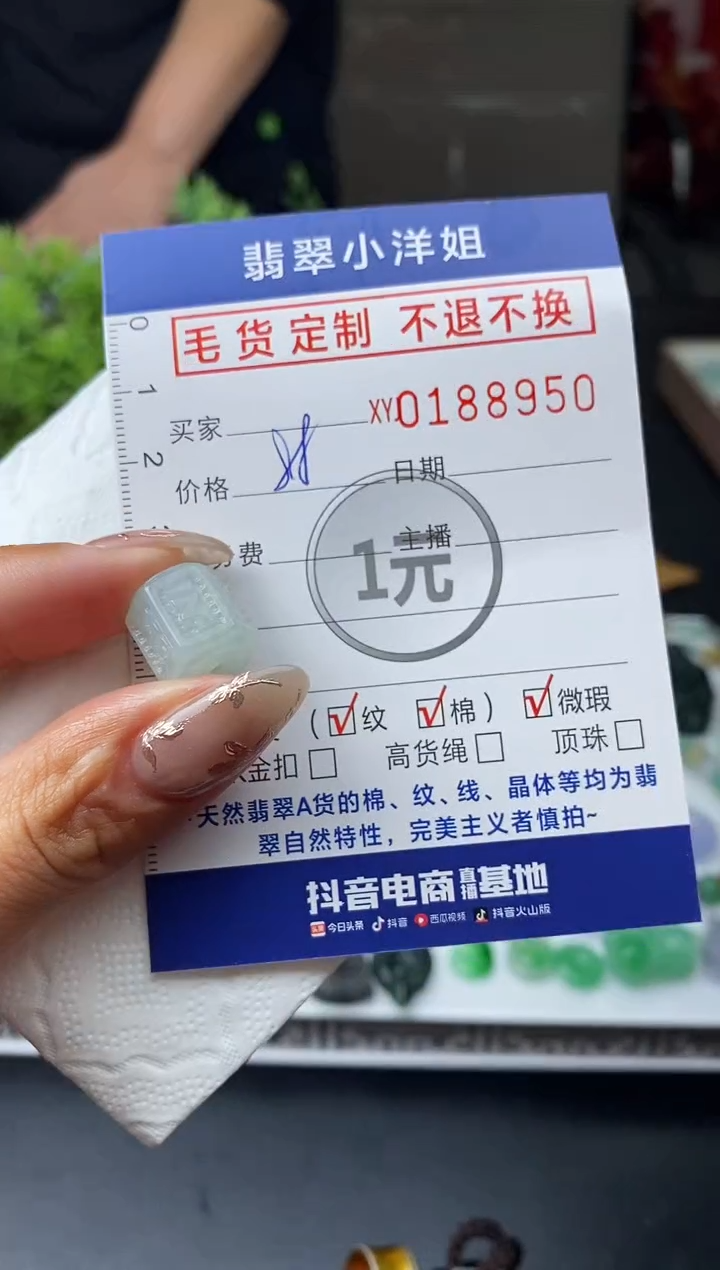 翡翠小洋姐
毛货定制 不退不换
0
1
2
买家
XY0188950
价格
日期
费
主播
1元
(☑纹 ☑棉) ☑微瑕
金扣☐ 高货绳☐ 顶珠☐
天然翡翠A货的棉、纹、线、晶体等均为翡
翠自然特性，完美主义者慎拍~
抖音电商直播基地
头条 今日头条 抖音 西瓜视频 抖音火山版